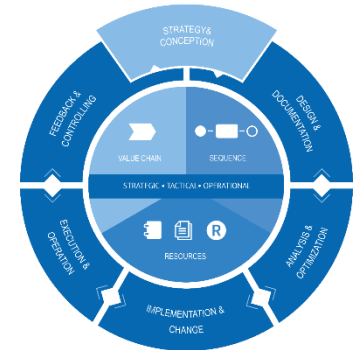 STRATEGY&
CONCEPTION
FEEDBACK &
CONTROLLING
DESIGN &
DOCUMENTATION
VALUE CHAIN
SEQUENCE
STRATEGIC • TACTICAL • OPERATIONAL
R
RESOURCES
EXECUTION &
OPERATION
ANALYSIS &
OPTIMIZATION
IMPLEMENTATION &
CHANGE